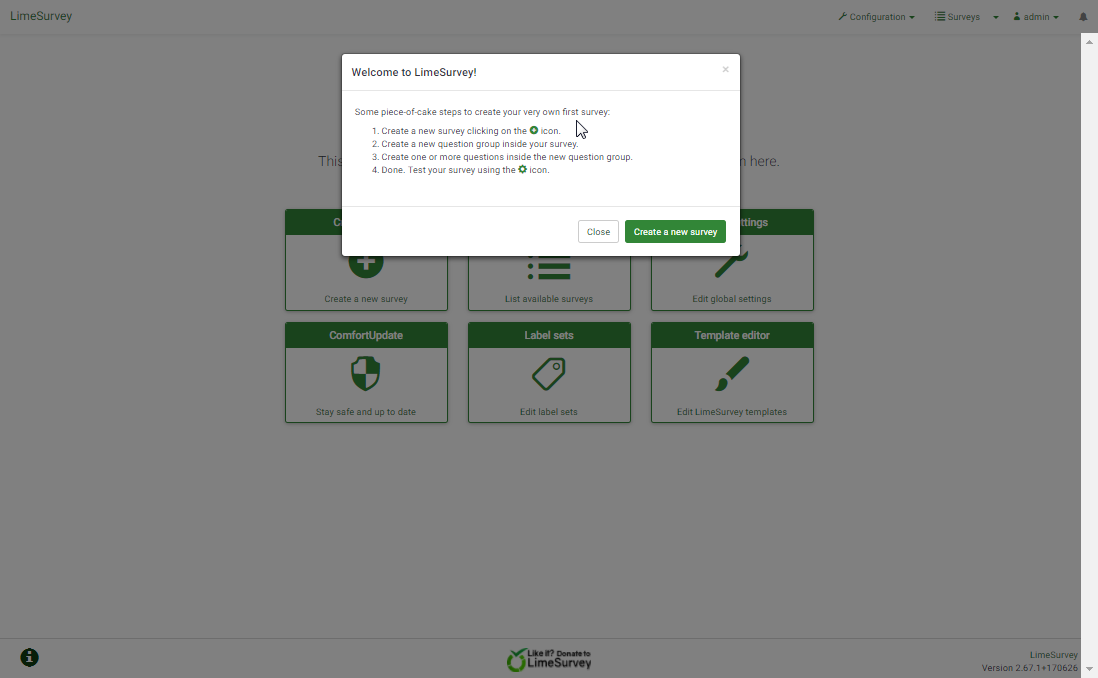 LimeSurvey
Configuration
Surveys
admin
Welcome to LimeSurvey!
×
Some piece-of-cake steps to create your very own first survey:
1. Create a new survey clicking on the icon.
2. Create a new question group inside your survey.
3. Create one or more questions inside the new question group.
4. Done. Test your survey using the icon.
This
here.
Close
Create a new survey
ttings
Create a new survey
List available surveys
Edit global settings
ComfortUpdate
Label sets
Template editor
Stay safe and up to date
Edit label sets
Edit LimeSurvey templates
Like it? Donate to
LimeSurvey
LimeSurvey
Version 2.67.1+170626